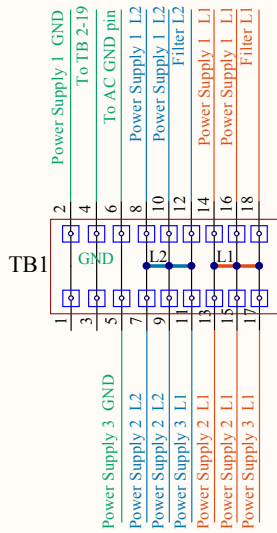 Power Supply 1 GND
To TB 2-19
To AC GND pin
Power Supply 1 L2
Power Supply 1 L2
Filter L2
Power Supply 1 L1
Power Supply 1 L1
Filter L1
2
4
6
8
10
12
14
16
18
TB1
GND
L2
L1
1
3
5
7
9
11
13
15
17
Power Supply 3 GND
Power Supply 2 L2
Power Supply 2 L2
Power Supply 3 L1
Power Supply 2 L1
Power Supply 2 L1
Power Supply 3 L1